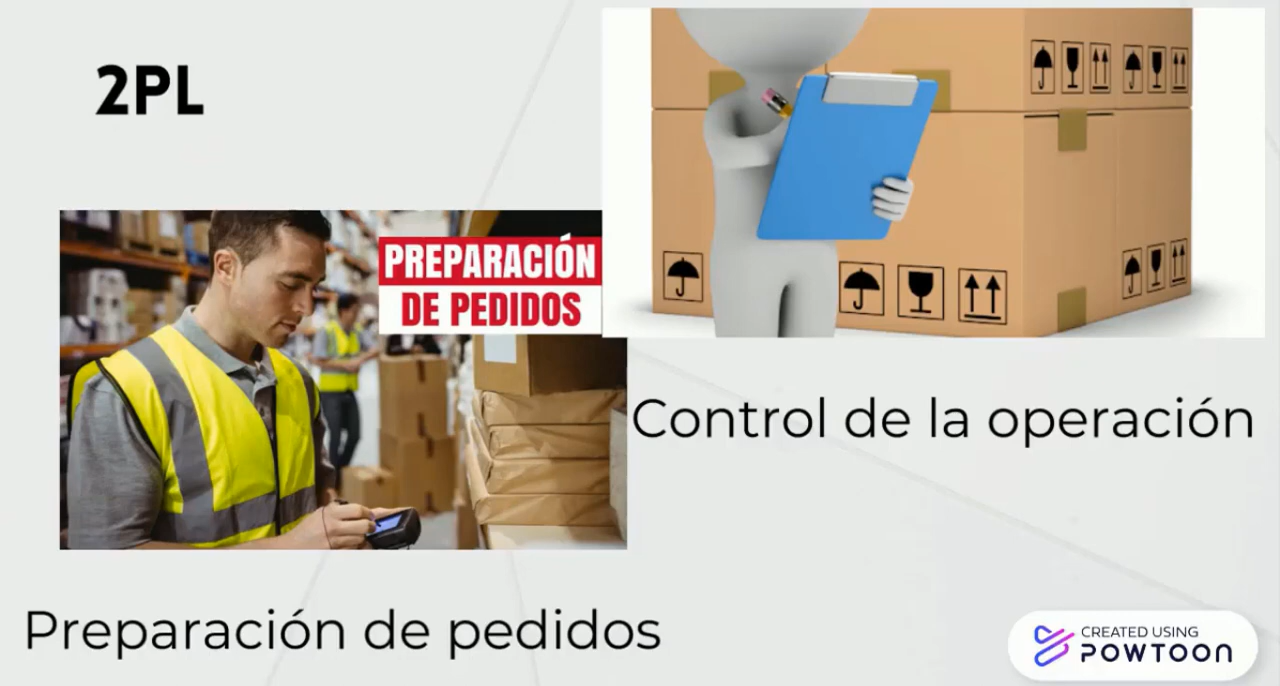 2PL
PREPARACIÓN
DE PEDIDOS
Control de la operación
Preparación de pedidos
CREATED USING
POWTOON